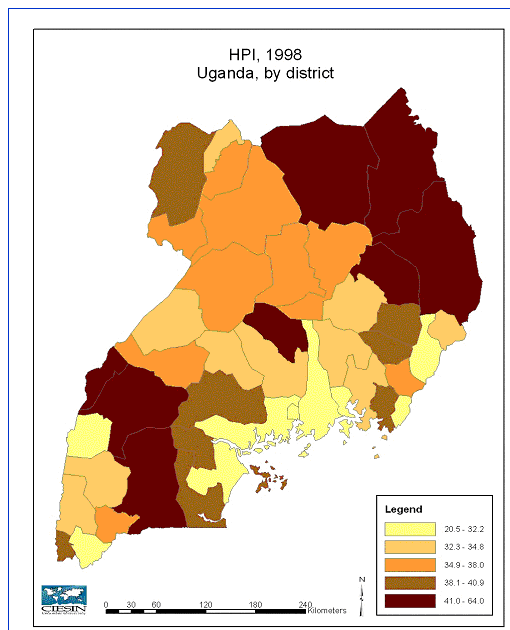 HPI, 1998
Uganda, by district
Legend
20.5 - 32.2
32.3 - 34.8
34.9 - 38.0
38.1 - 40.9
41.0 - 64.0
N
CIESIN
0 30 60 120 180 240
Kilometers